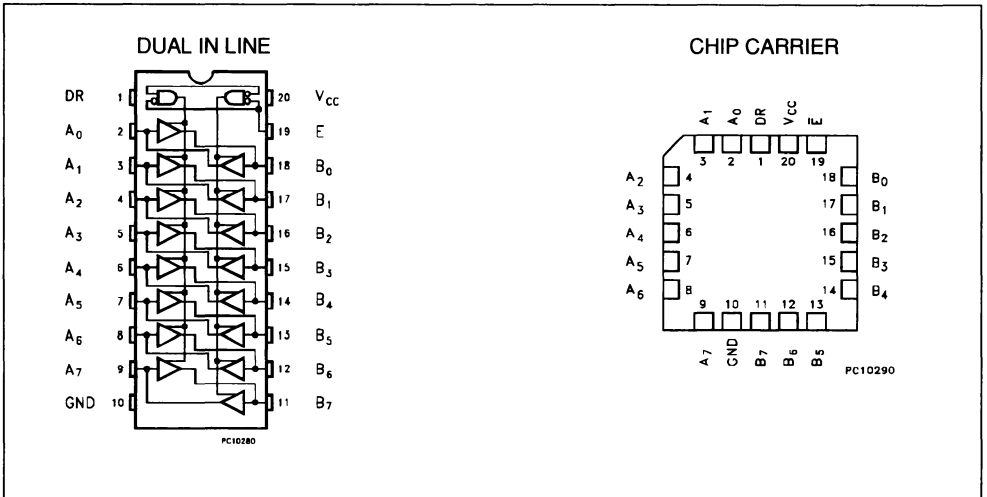 DUAL IN LINE
DR 1 20 VCC
A0 2 19 E
A1 3 18 B0
A2 4 17 B1
A3 5 16 B2
A4 6 15 B3
A5 7 14 B4
A6 8 13 B5
A7 9 12 B6
GND 10 11 B7
PC10280
CHIP CARRIER
A1 A0 DR VCC E̅
3 2 1 20 19
A2 4 18 B0
A3 5 17 B1
A4 6 16 B2
A5 7 15 B3
A6 8 14 B4
9 10 11 12 13
A7 GND B7 B6 B5
PC10290